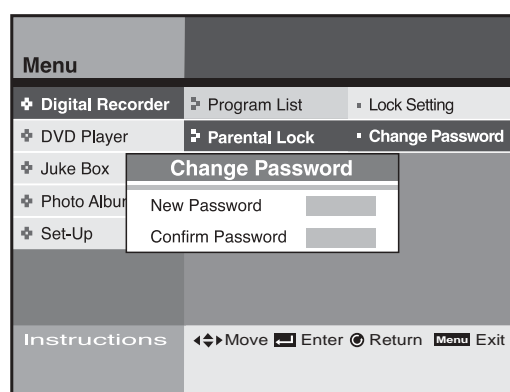 Menu
Digital Recorder
Program List
Lock Setting
DVD Player
Parental Lock
Change Password
Juke Box
Change Password
Photo Albu
New Password
Set-Up
Confirm Password
Instructions
Move Enter Return Menu Exit